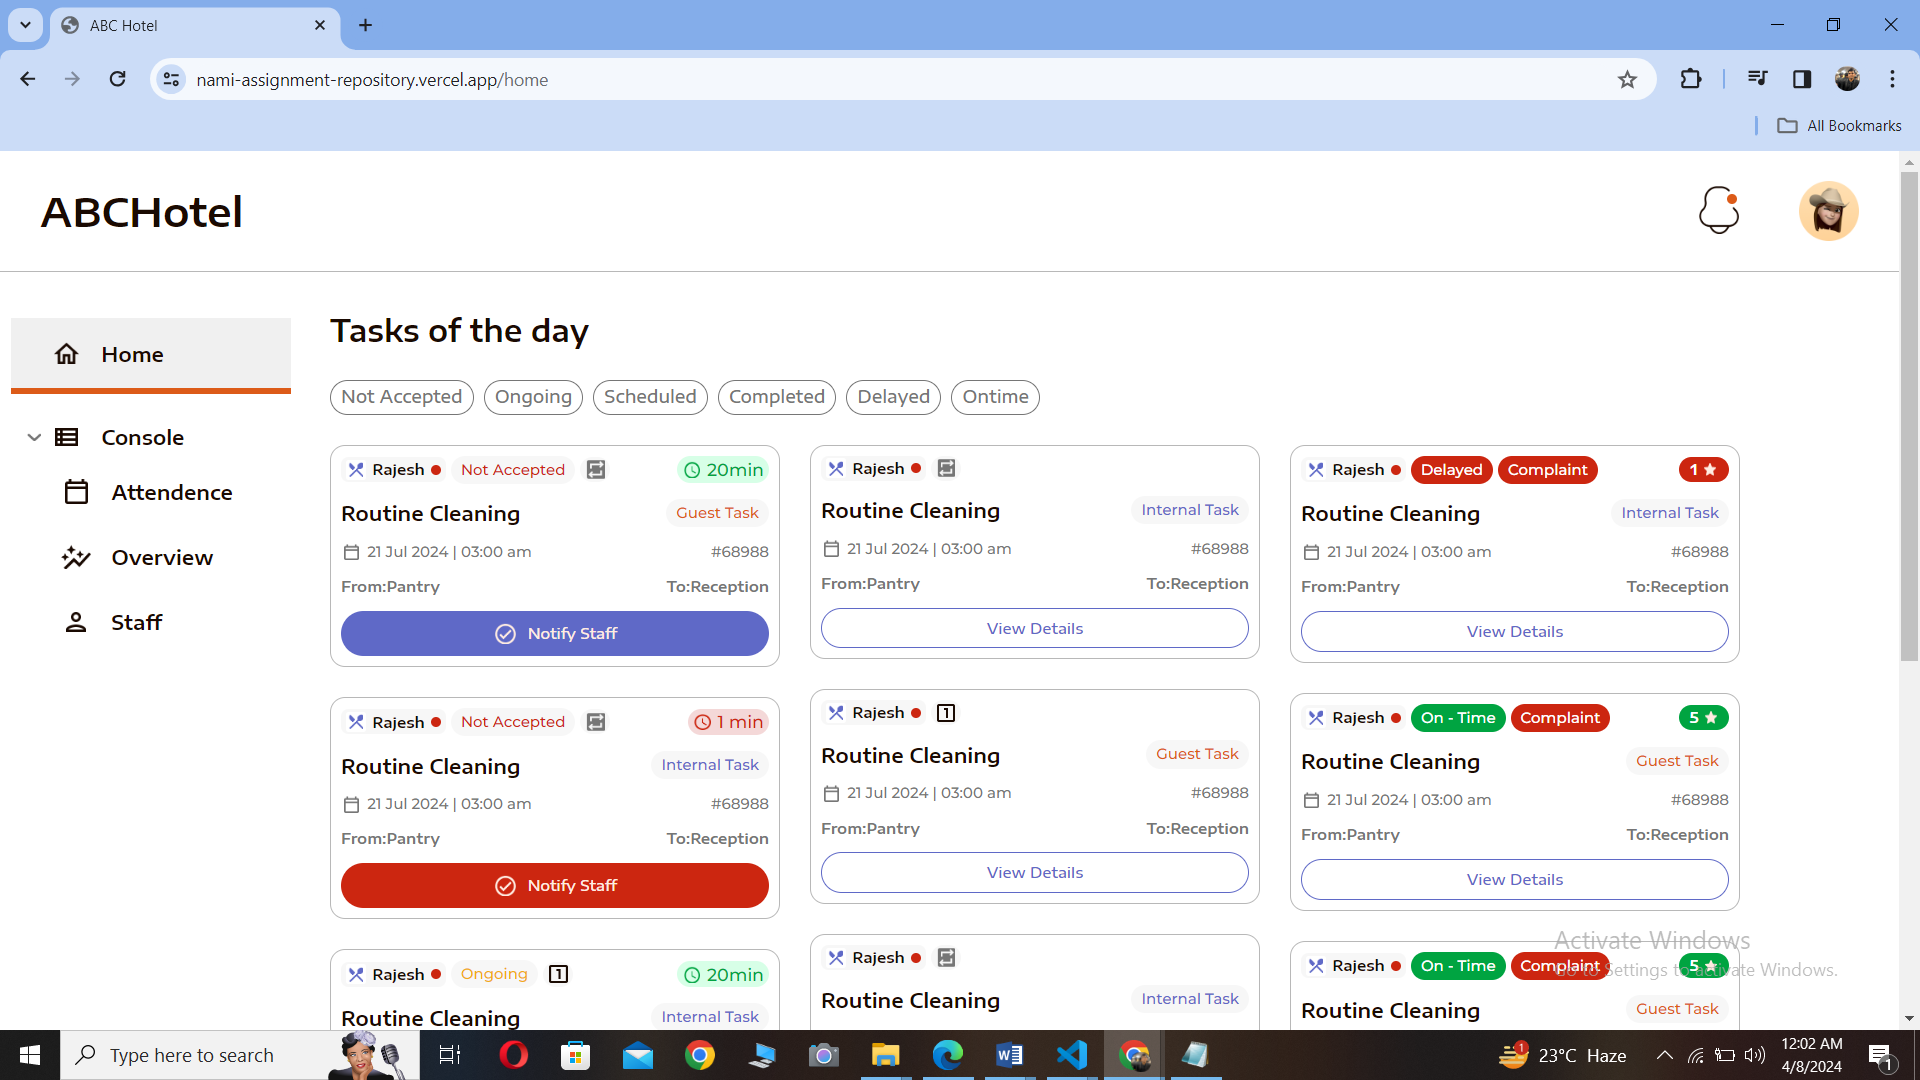 ABC Hotel
nami-assignment-repository.vercel.app/home
All Bookmarks
ABCHotel
Home
Console
Attendence
Overview
Staff
Tasks of the day
Not Accepted Ongoing Scheduled Completed Delayed Ontime
Rajesh Not Accepted 20min
Routine Cleaning Guest Task
21 Jul 2024 | 03:00 am #68988
From:Pantry To:Reception
Notify Staff
Rajesh
Routine Cleaning Internal Task
21 Jul 2024 | 03:00 am #68988
From:Pantry To:Reception
View Details
Rajesh Delayed Complaint 1
Routine Cleaning Internal Task
21 Jul 2024 | 03:00 am #68988
From:Pantry To:Reception
View Details
Rajesh Not Accepted 1 min
Routine Cleaning Internal Task
21 Jul 2024 | 03:00 am #68988
From:Pantry To:Reception
Notify Staff
Rajesh 1
Routine Cleaning Guest Task
21 Jul 2024 | 03:00 am #68988
From:Pantry To:Reception
View Details
Rajesh On - Time Complaint 5
Routine Cleaning Guest Task
21 Jul 2024 | 03:00 am #68988
From:Pantry To:Reception
View Details
Rajesh Ongoing 1 20min
Routine Cleaning Internal Task
Rajesh
Routine Cleaning Internal Task
Rajesh On - Time Complaint 5
Routine Cleaning Guest Task
Activate Windows
Go to Settings to activate Windows.
Type here to search
1
23°C Haze
12:02 AM
4/8/2024
1